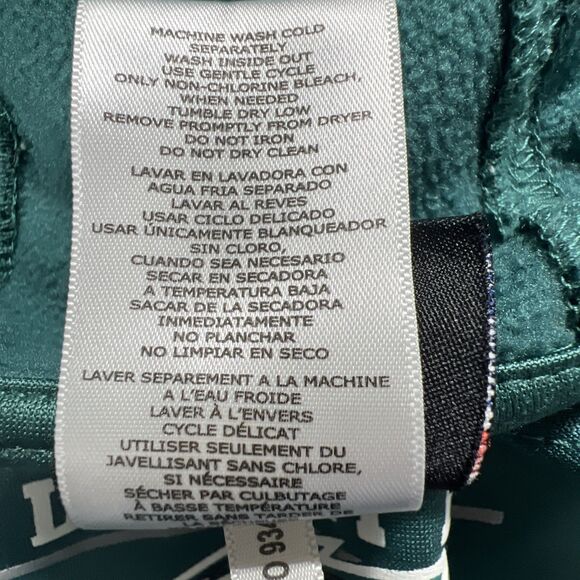 MACHINE WASH COLD
SEPARATELY
WASH INSIDE OUT
USE GENTLE CYCLE
ONLY NON-CHLORINE BLEACH,
WHEN NEEDED
TUMBLE DRY LOW
REMOVE PROMPTLY FROM DRYER
DO NOT IRON
DO NOT DRY CLEAN
LAVAR EN LAVADORA CON
AGUA FRIA SEPARADO
LAVAR AL REVES
USAR CICLO DELICADO
USAR ÚNICAMENTE BLANQUEADOR
SIN CLORO,
CUANDO SEA NECESARIO
SECAR EN SECADORA
A TEMPERATURA BAJA
SACAR DE LA SECADORA
INMEDIATAMENTE
NO PLANCHAR
NO LIMPIAR EN SECO
LAVER SEPAREMENT A LA MACHINE
A L'EAU FROIDE
LAVER À L'ENVERS
CYCLE DÉLICAT
UTILISER SEULEMENT DU
JAVELLISANT SANS CHLORE,
SI NÉCESSAIRE
SÉCHER PAR CULBUTAGE
À BASSE TEMPÉRATURE
RETIRER SANS TARDER DE